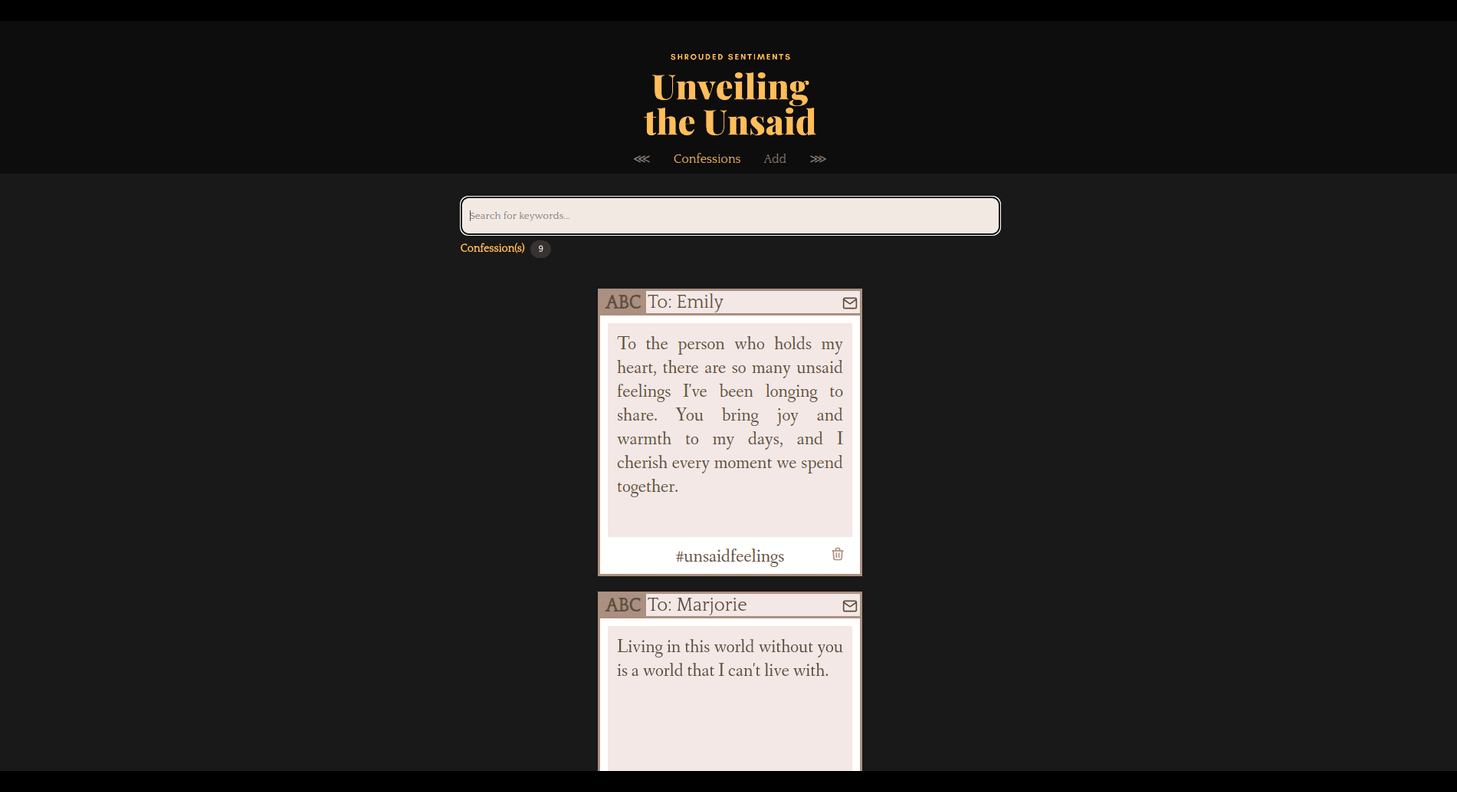 SHROUDED SENTIMENTS
Unveiling
the Unsaid
⋘ Confessions Add ⋙
Search for keywords...
Confession(s) 9
ABC To: Emily
To the person who holds my
heart, there are so many unsaid
feelings I've been longing to
share. You bring joy and
warmth to my days, and I
cherish every moment we spend
together.
#unsaidfeelings
ABC To: Marjorie
Living in this world without you
is a world that I can't live with.